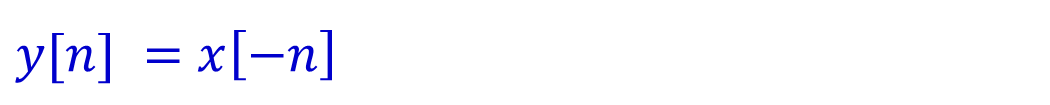 y[n] = x[−n]